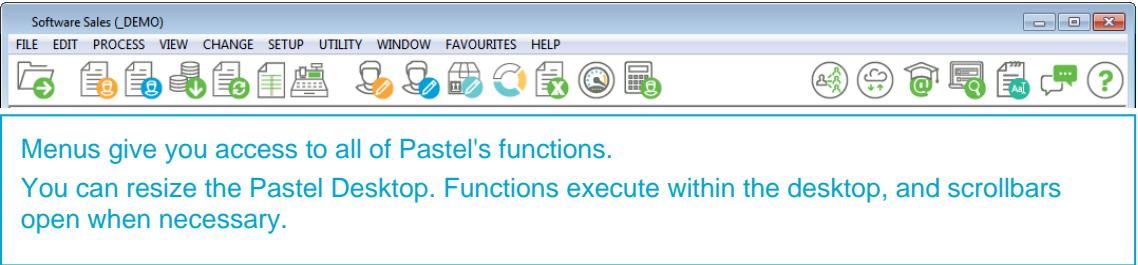 Software Sales (_DEMO)
FILE EDIT PROCESS VIEW CHANGE SETUP UTILITY WINDOW FAVOURITES HELP
Menus give you access to all of Pastel's functions.
You can resize the Pastel Desktop. Functions execute within the desktop, and scrollbars
open when necessary.